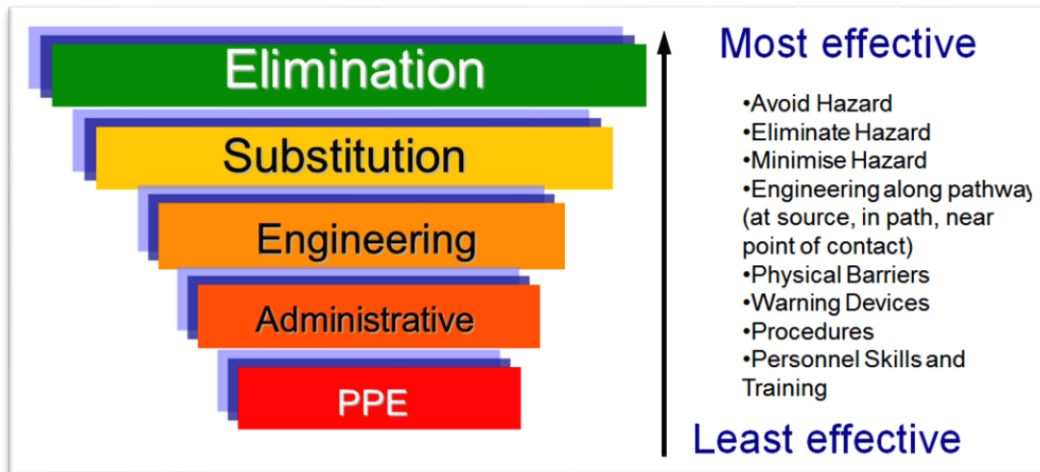 Elimination
Substitution
Engineering
Administrative
PPE
Most effective
•Avoid Hazard
•Eliminate Hazard
•Minimise Hazard
•Engineering along pathway
(at source, in path, near
point of contact)
•Physical Barriers
•Warning Devices
•Procedures
•Personnel Skills and
Training
Least effective